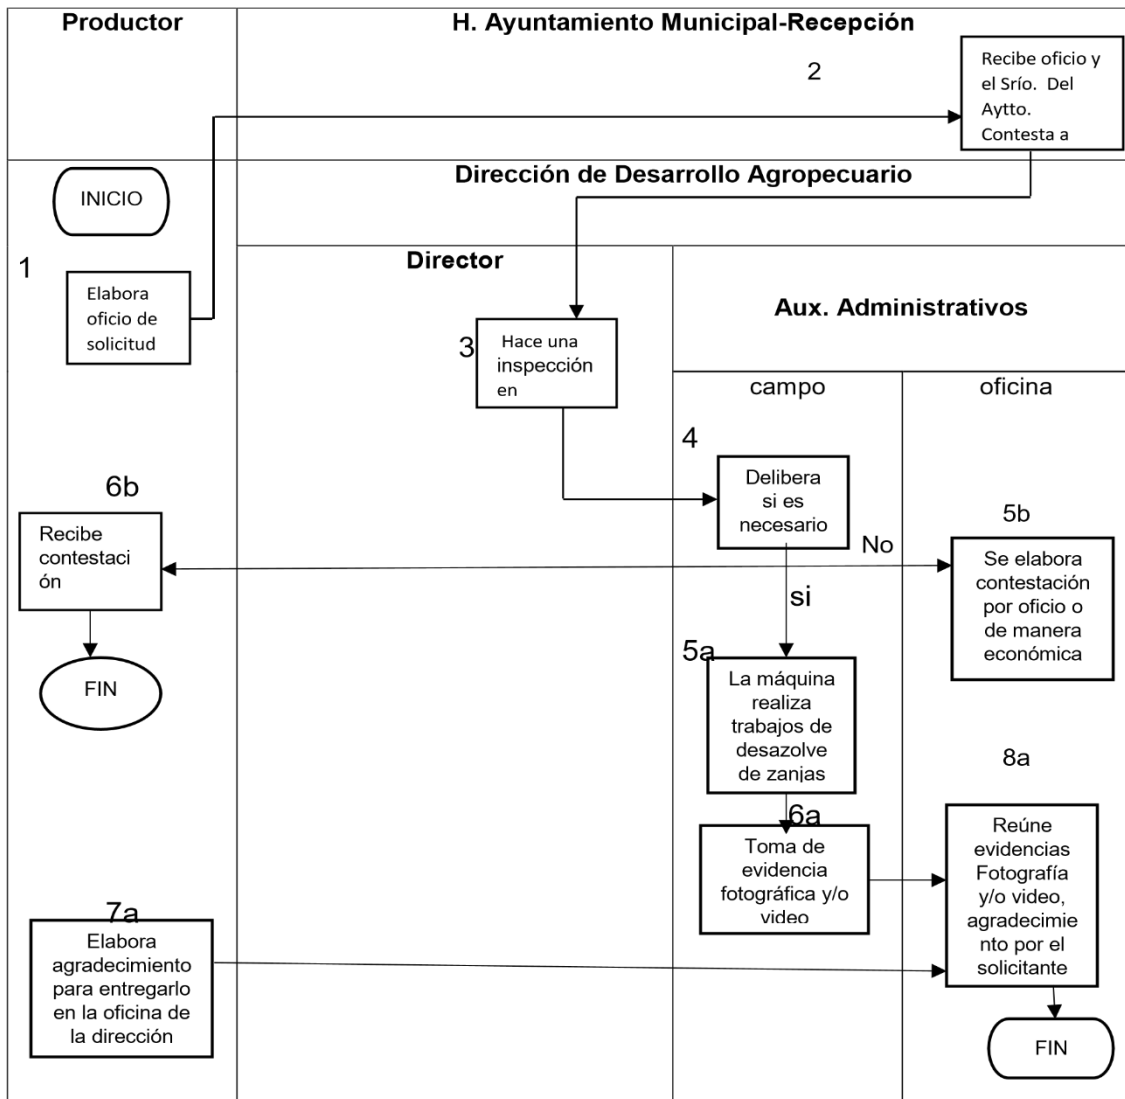 Productor
H. Ayuntamiento Municipal-Recepción
2
Recibe oficio y
el Srío. Del
Aytto.
Contesta a
Dirección de Desarrollo Agropecuario
INICIO
1
Elabora
oficio de
solicitud
Director
Aux. Administrativos
3
Hace una
inspección
en
campo
oficina
4
Delibera
si es
necesario
6b
Recibe
contestaci
ón
No
5b
Se elabora
contestación
por oficio o
de manera
económica
si
FIN
5a
La máquina
realiza
trabajos de
desazolve
de zanjas
8a
6a
Toma de
evidencia
fotográfica y/o
video
Reúne
evidencias
Fotografía
y/o video,
agradecimie
nto por el
solicitante
7a
Elabora
agradecimiento
para entregarlo
en la oficina de
la dirección
FIN